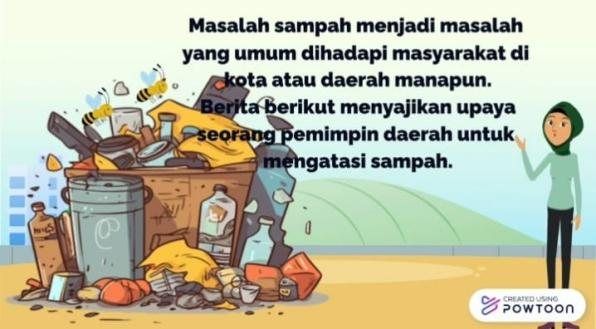 Masalah sampah menjadi masalah
yang umum dihadapi masyarakat di
kota atau daerah manapun.
Berita berikut menyajikan upaya
seorang pemimpin daerah untuk
mengatasi sampah.
CREATED USING
POWTOON